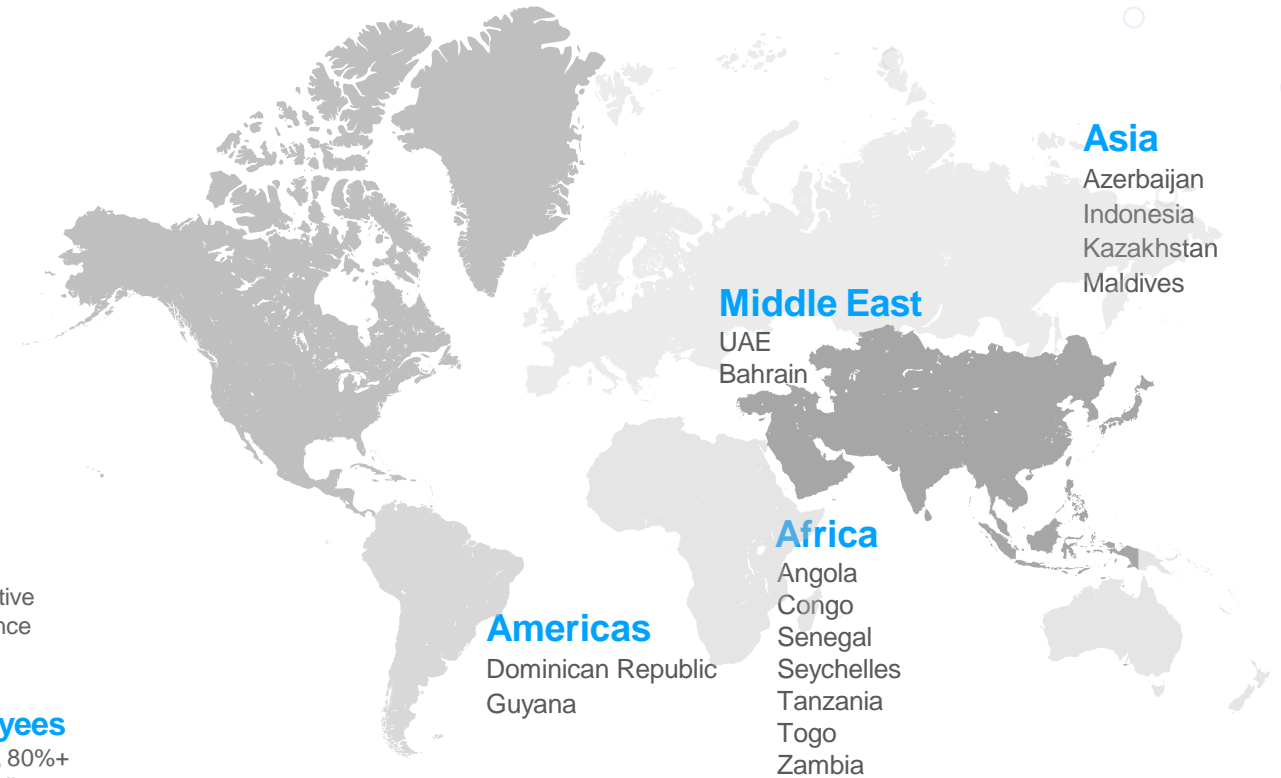 Asia
Azerbaijan
Indonesia
Kazakhstan
Maldives
Middle East
UAE
Bahrain
Africa
Angola
Congo
Senegal
Seychelles
Tanzania
Togo
Zambia
Americas
Dominican Republic
Guyana
tive
nce
yees
80%+